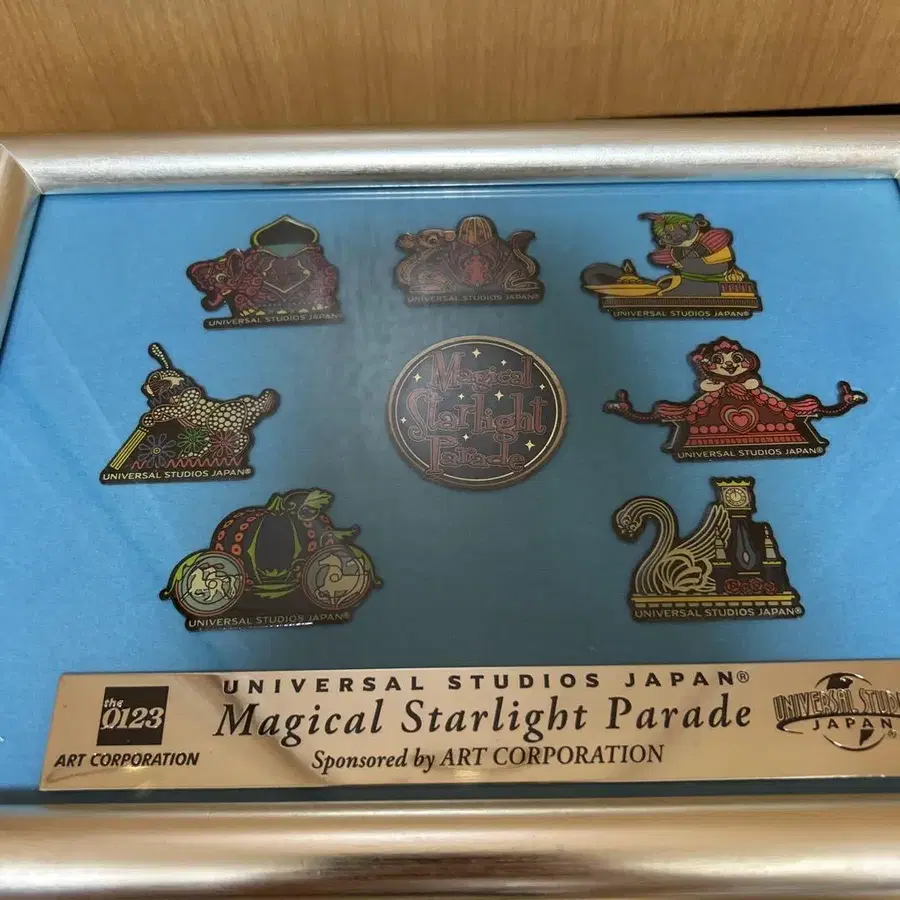 UNIVERSAL STUDIOS JAPAN®
UNIVERSAL STUDIOS JAPAN®
UNIVERSAL STUDIOS JAPAN®
UNIVERSAL STUDIOS JAPAN®
Magical
StarLight
Parade
UNIVERSAL STUDIOS JAPAN®
UNIVERSAL STUDIOS JAPAN®
UNIVERSAL STUDIOS JAPAN®
the
0123
ART CORPORATION
UNIVERSAL STUDIOS JAPAN®
Magical Starlight Parade
Sponsored by ART CORPORATION
UNIVERSAL STUD
JAPAN®